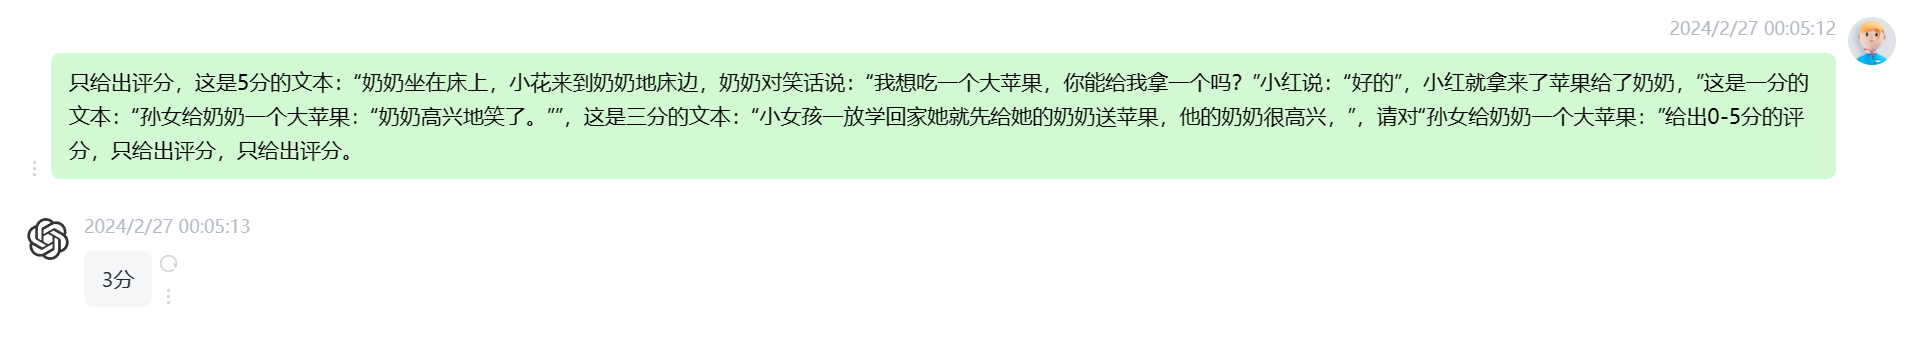 2024/2/27 00:05:12
只给出评分，这是5分的文本：“奶奶坐在床上，小花来到奶奶地床边，奶奶对笑话说：“我想吃一个大苹果，你能给我拿一个吗？”小红说：“好的”，小红就拿来了苹果给了奶奶，”这是一分的
文本：“孙女给奶奶一个大苹果：“奶奶高兴地笑了。””，这是三分的文本：“小女孩一放学回家她就先给她的奶奶送苹果，他的奶奶很高兴，”，请对“孙女给奶奶一个大苹果：”给出0-5分的评
分，只给出评分，只给出评分。
2024/2/27 00:05:13
3分